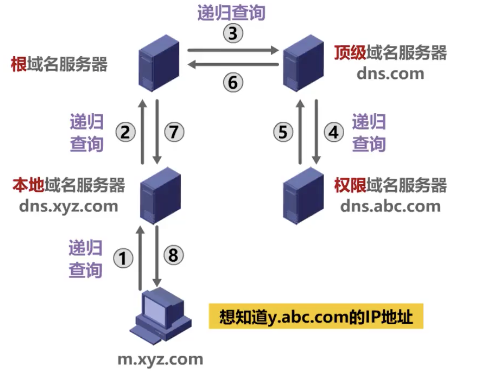 递归查询
③
根域名服务器
顶级域名服务器
dns.com
⑥
递归
查询
②
⑦
⑤
④
递归
查询
本地域名服务器
dns.xyz.com
权限域名服务器
dns.abc.com
递归
查询
①
⑧
想知道y.abc.com的IP地址
m.xyz.com